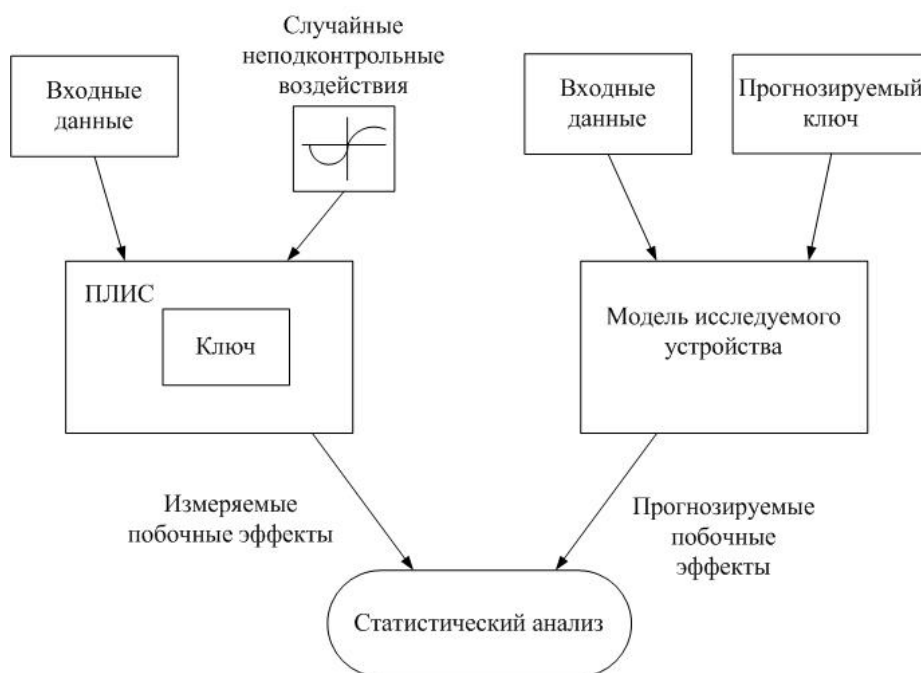 Случайные
неподконтрольные
воздействия
Входные
данные
Входные
данные
Прогнозируемый
ключ
ПЛИС
Ключ
Модель исследуемого
устройства
Измеряемые
побочные эффекты
Прогнозируемые
побочные
эффекты
Статистический анализ